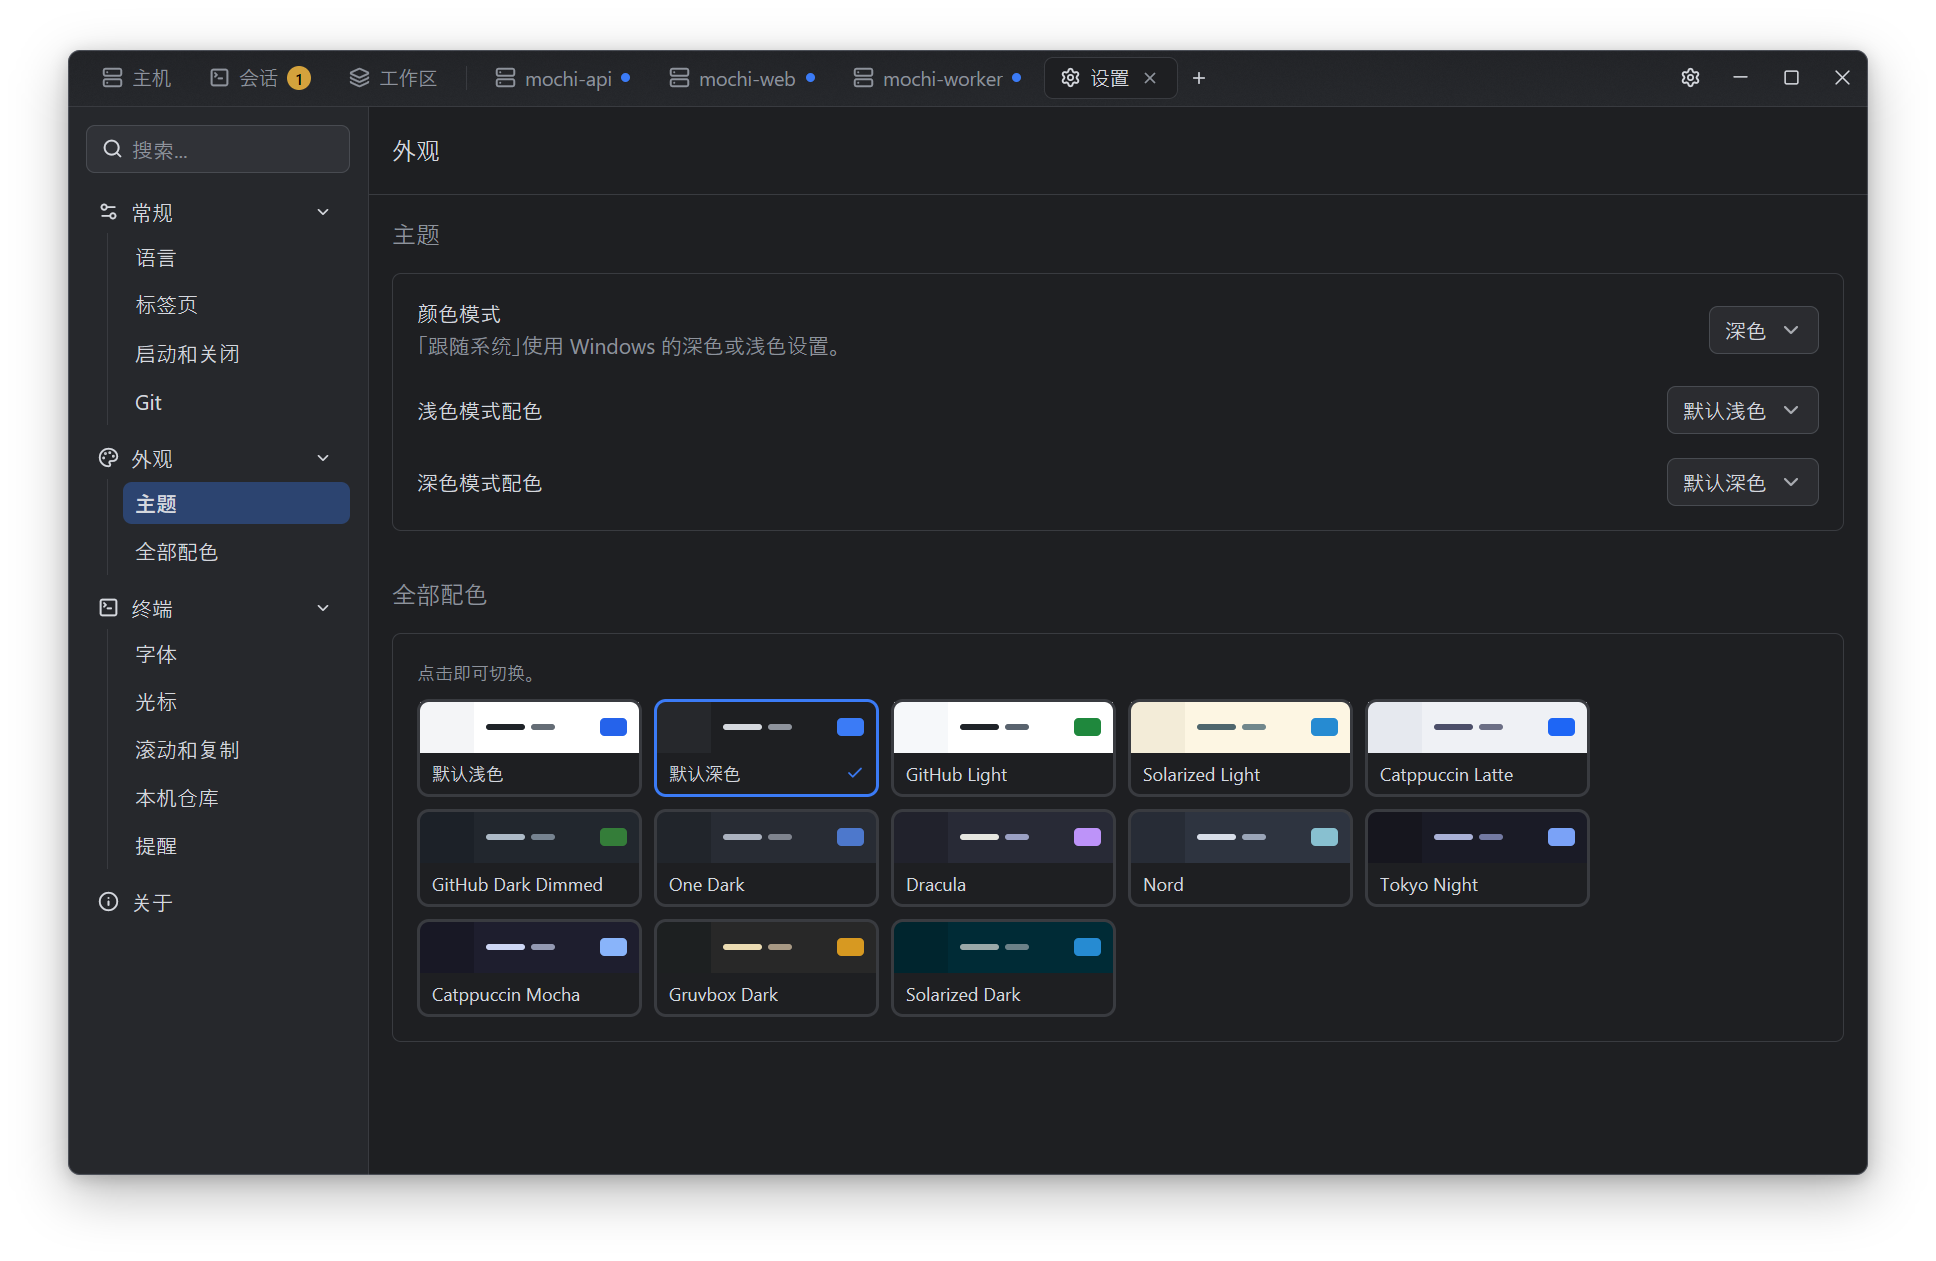 主机 会话 1 工作区 mochi-api mochi-web mochi-worker 设置
搜索...
常规
语言
标签页
启动和关闭
Git
外观
主题
全部配色
终端
字体
光标
滚动和复制
本机仓库
提醒
关于
外观
主题
颜色模式
「跟随系统」使用 Windows 的深色或浅色设置。
深色
浅色模式配色
默认浅色
深色模式配色
默认深色
全部配色
点击即可切换。
默认浅色
默认深色
GitHub Light
Solarized Light
Catppuccin Latte
GitHub Dark Dimmed
One Dark
Dracula
Nord
Tokyo Night
Catppuccin Mocha
Gruvbox Dark
Solarized Dark